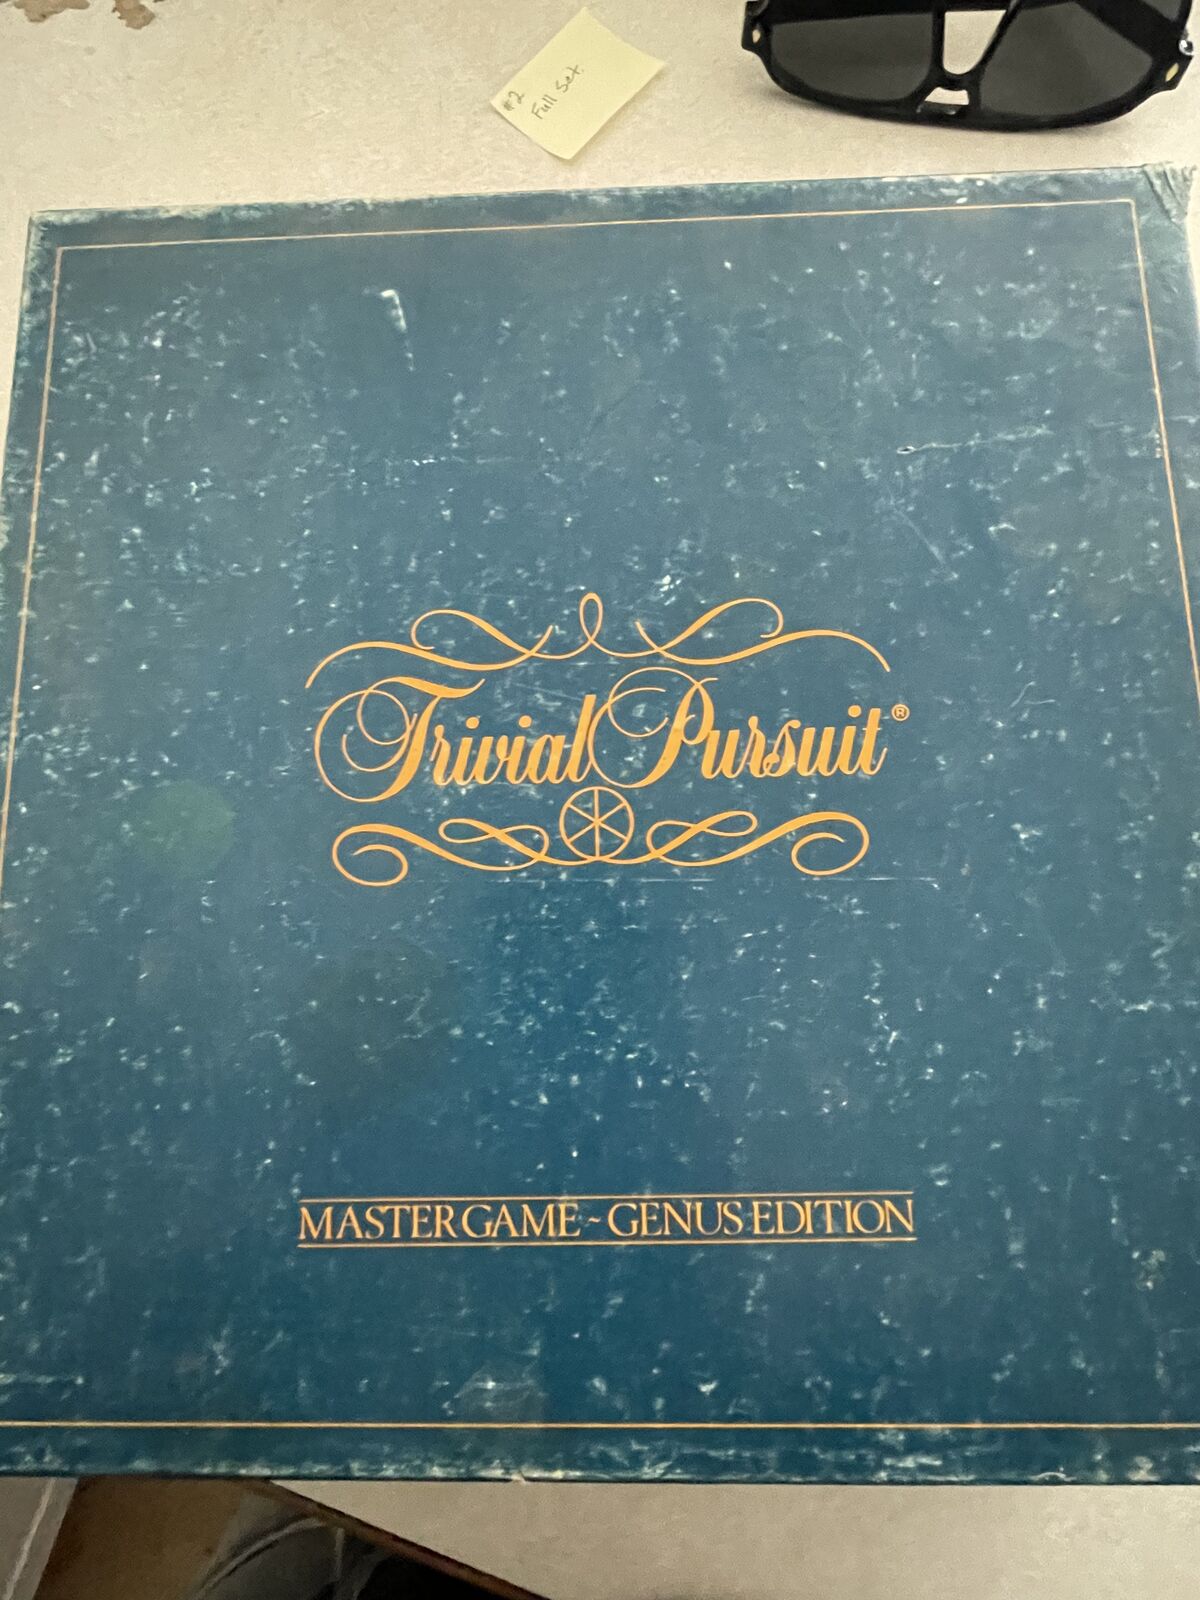 #2
Full Set.
Trivial Pursuit®
MASTER GAME ~ GENUS EDITION